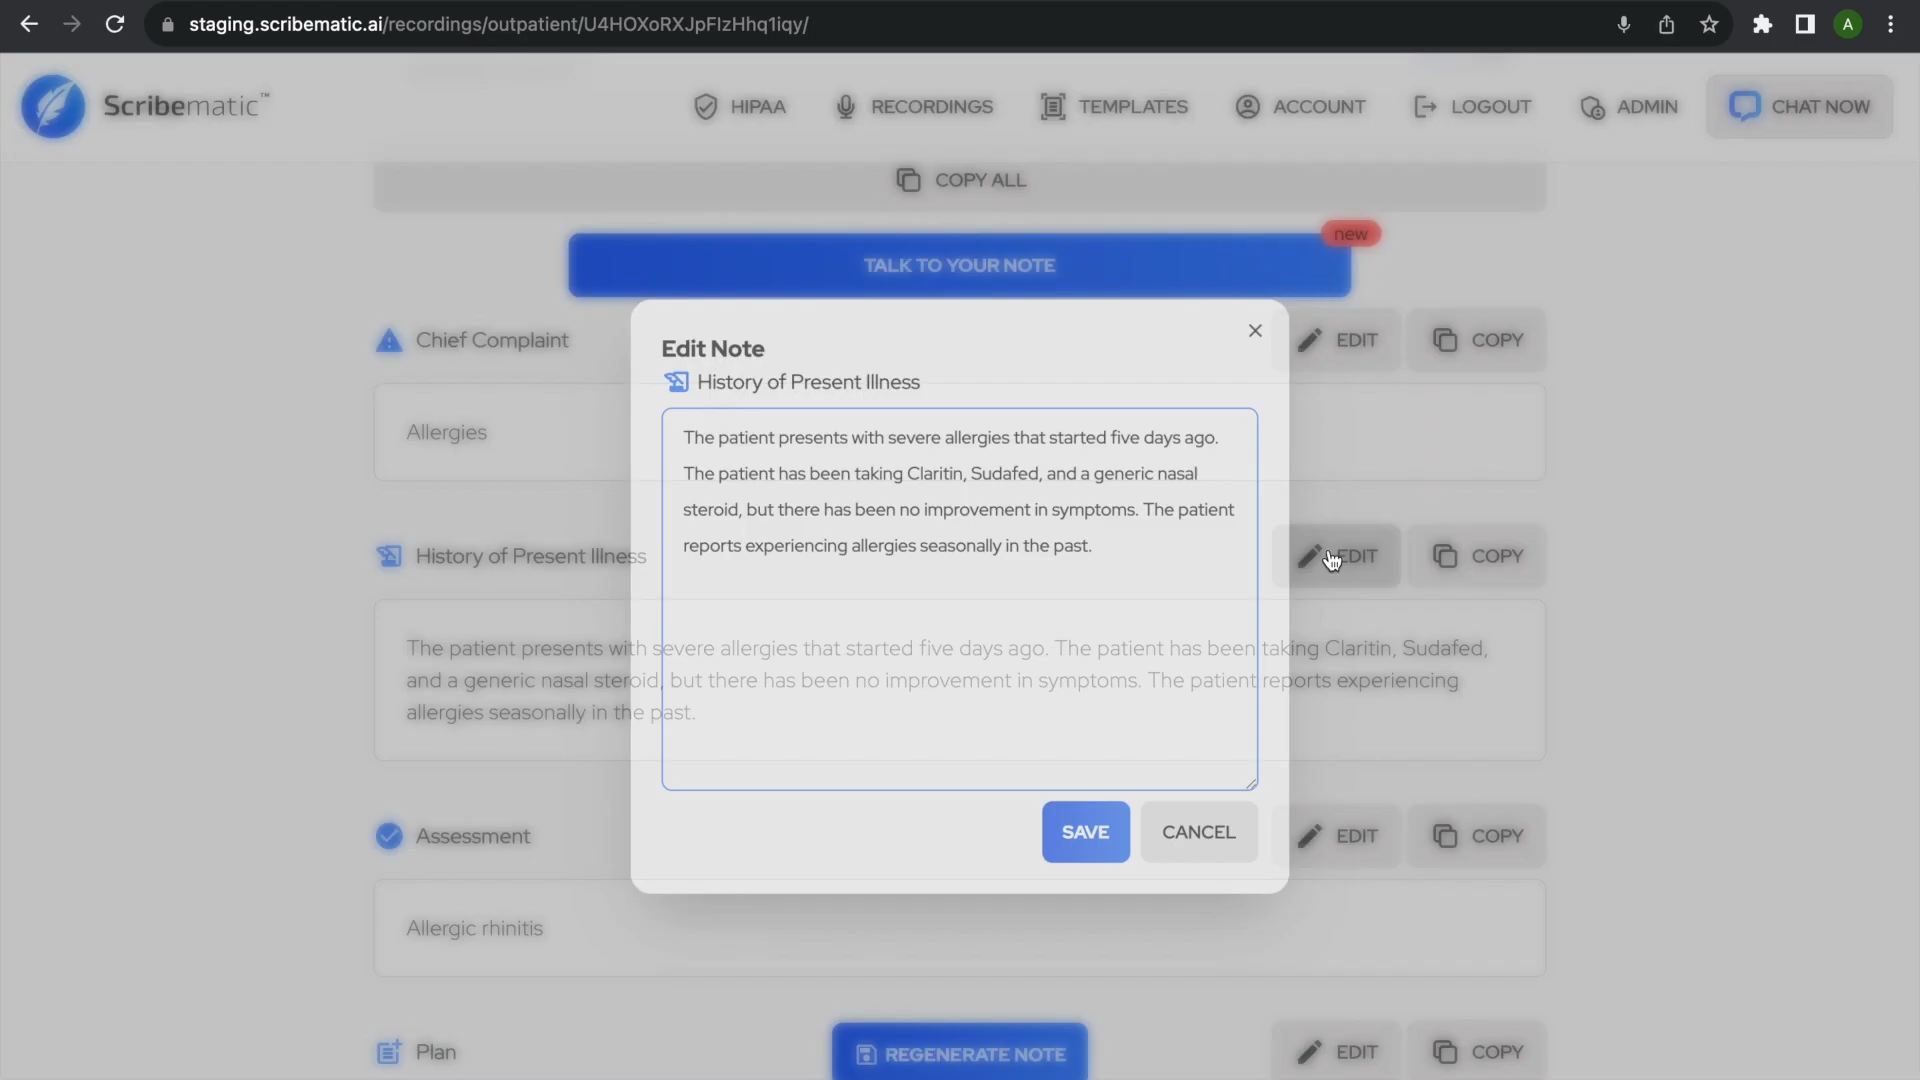 staging.scribematic.ai/recordings/outpatient/U4HOXoRXJpFlzHhq1iqy/
A
Scribematic™
HIPAA
RECORDINGS
TEMPLATES
ACCOUNT
LOGOUT
ADMIN
CHAT NOW
COPY ALL
new
TALK TO YOUR NOTE
Chief Complaint
EDIT
COPY
Allergies
Edit Note
History of Present Illness
The patient presents with severe allergies that started five days ago.
The patient has been taking Claritin, Sudafed, and a generic nasal
steroid, but there has been no improvement in symptoms. The patient
reports experiencing allergies seasonally in the past.
SAVE
CANCEL
History of Present Illness
EDIT
COPY
The patient presents with severe allergies that started five days ago. The patient has been taking Claritin, Sudafed,
and a generic nasal steroid, but there has been no improvement in symptoms. The patient reports experiencing
allergies seasonally in the past.
Assessment
EDIT
COPY
Allergic rhinitis
Plan
REGENERATE NOTE
EDIT
COPY